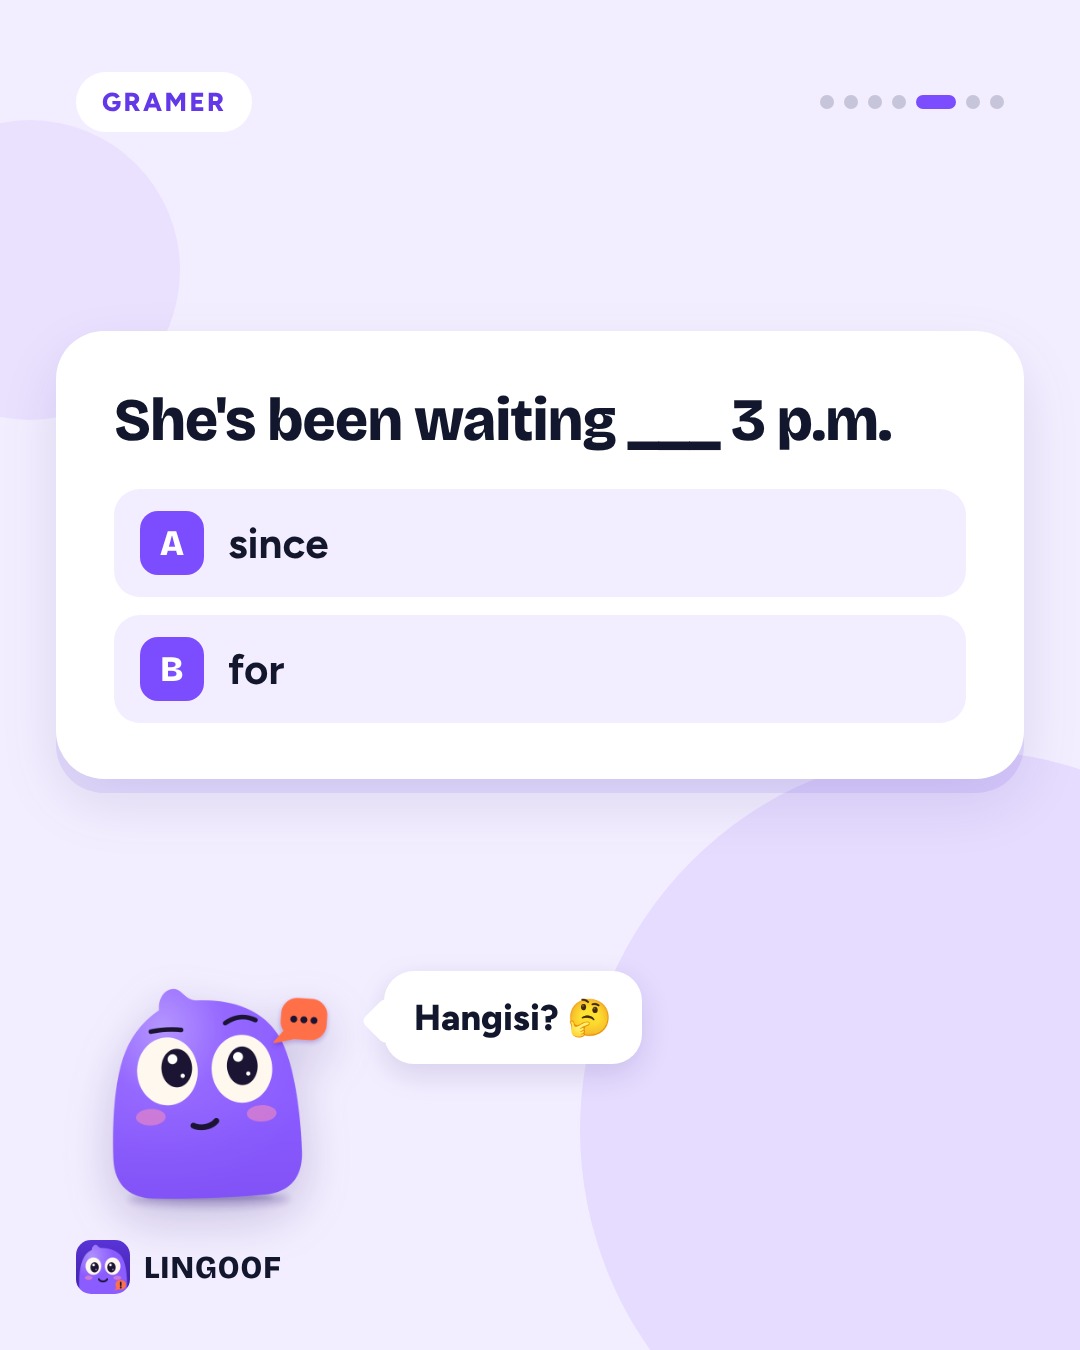 GRAMER
She's been waiting ___ 3 p.m.
A since
B for
Hangisi? 🤔
LINGOOF